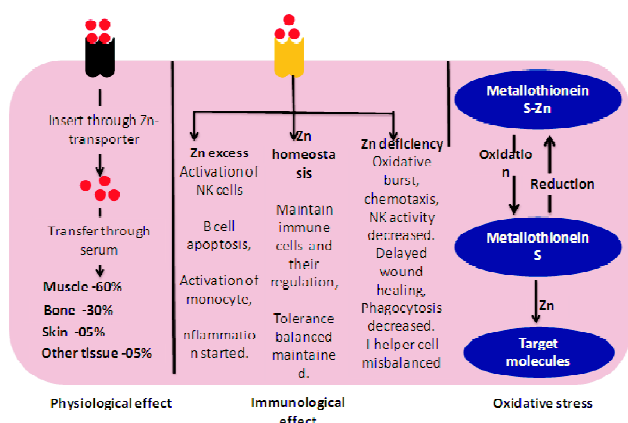 Insert through Zn-
transporter
Transfer through
serum
Muscle -60%
Bone -30%
Skin -05%
Other tissue -05%
Physiological effect
Zn excess
Activation of
NK cells
B cell
apoptosis,
Activation of
monocyte,
nflammatio
n started.
Zn
homeosta
sis
Maintain
immune
cells and
their
regulation,
Tolerance
balanced
maintaine
d.
Zn deficiency
Oxidative
burst,
chemotaxis,
NK activity
decreased.
Delayed
wound
healing,
Phagocytosis
decreased.
helper cell
misbalanced
Immunological
effect
Metallothionein
S-Zn
Oxidatio
n
Reduction
Metallothionein
S
Zn
Target
molecules
Oxidative stress